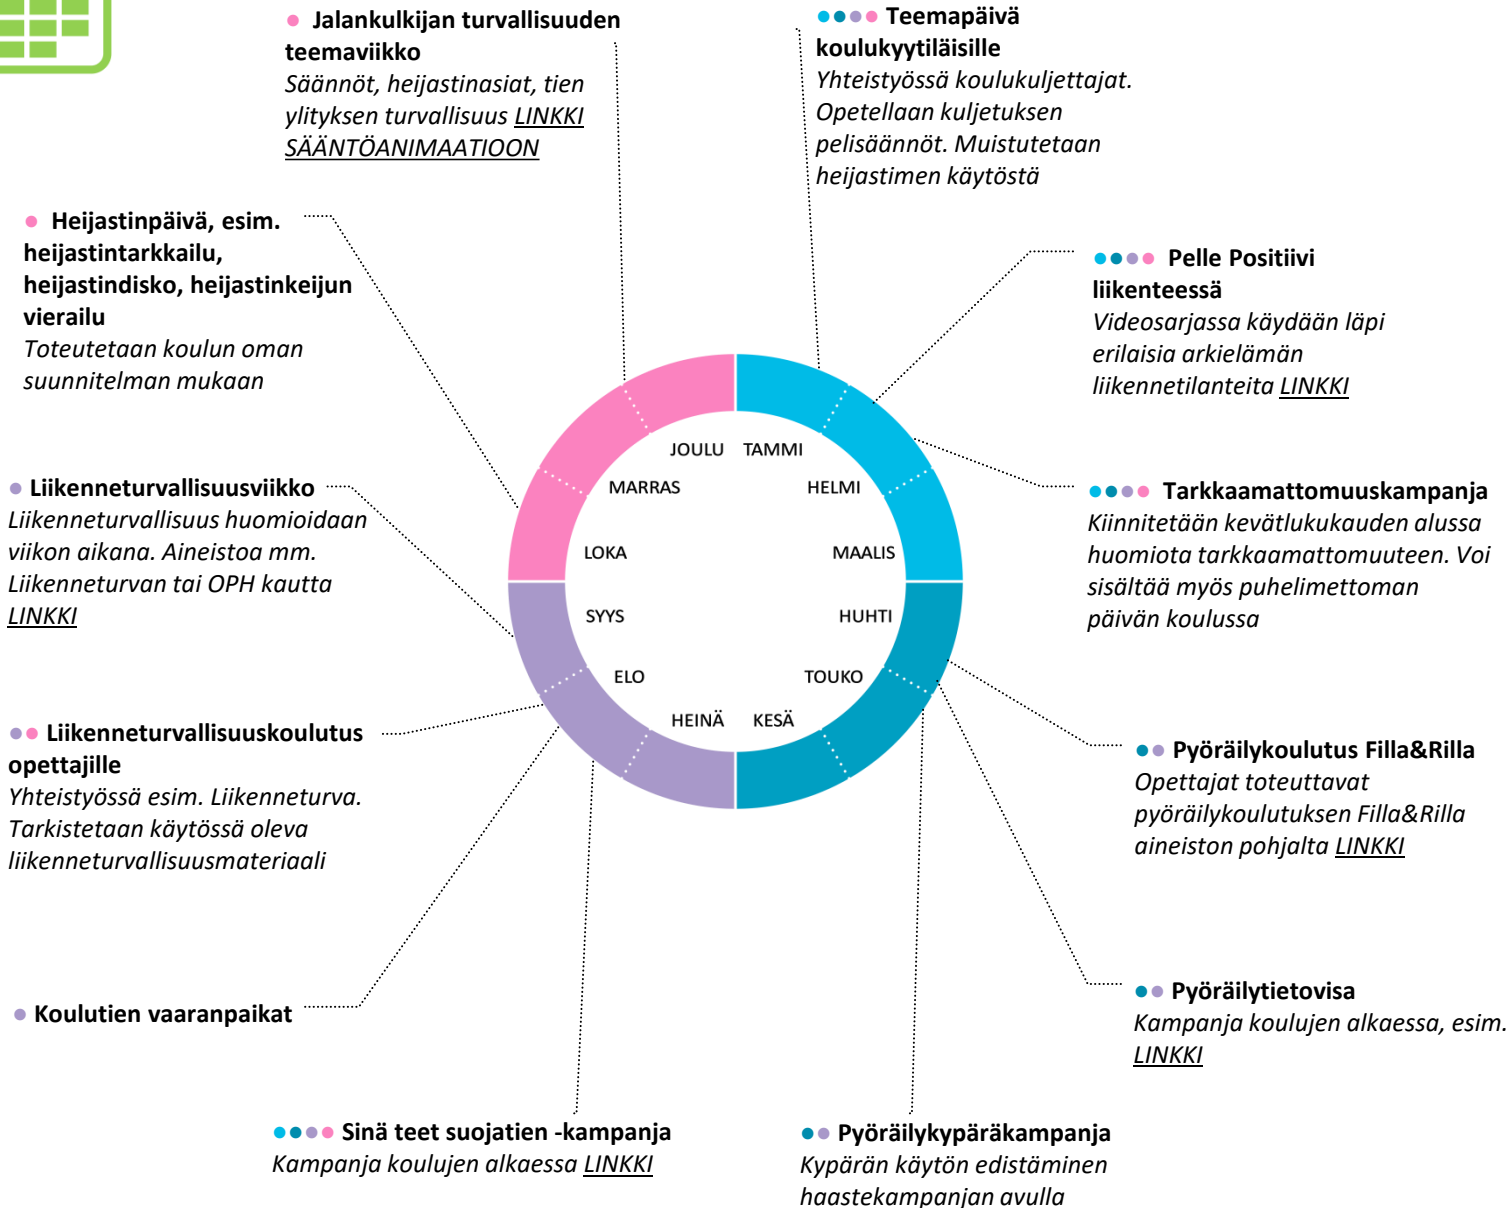 ● Jalankulkijan turvallisuuden
teemaviikko
Säännöt, heijastinasiat, tien
ylityksen turvallisuus LINKKI
SÄÄNTÖANIMAATIOON
●●●● Teemapäivä
koulukyytiläisille
Yhteistyössä koulukuljettajat.
Opetellaan kuljetuksen
pelisäännöt. Muistutetaan
heijastimen käytöstä
● Heijastinpäivä, esim.
heijastintarkkailu,
heijastindisko, heijastinkeijun
vierailu
Toteutetaan koulun oman
suunnitelman mukaan
●●●● Pelle Positiivi
liikenteessä
Videosarjassa käydään läpi
erilaisia arkielämän
liikennetilanteita LINKKI
● Liikenneturvallisuusviikko
Liikenneturvallisuus huomioidaan
viikon aikana. Aineistoa mm.
Liikenneturvan tai OPH kautta
LINKKI
●●●● Tarkkaamattomuuskampanja
Kiinnitetään kevätlukukauden alussa
huomiota tarkkaamattomuuteen. Voi
sisältää myös puhelimettoman
päivän koulussa
JOULU TAMMI
MARRAS HELMI
LOKA MAALIS
SYYS HUHTI
ELO TOUKO
HEINÄ KESÄ
●● Liikenneturvallisuuskoulutus
opettajille
Yhteistyössä esim. Liikenneturva.
Tarkistetaan käytössä oleva
liikenneturvallisuusmateriaali
●● Pyöräilykoulutus Filla&Rilla
Opettajat toteuttavat
pyöräilykoulutuksen Filla&Rilla
aineiston pohjalta LINKKI
● Koulutien vaaranpaikat
●● Pyöräilytietovisa
Kampanja koulujen alkaessa, esim.
LINKKI
●●●● Sinä teet suojatien -kampanja
Kampanja koulujen alkaessa LINKKI
●● Pyöräilykypäräkampanja
Kypärän käytön edistäminen
haastekampanjan avulla